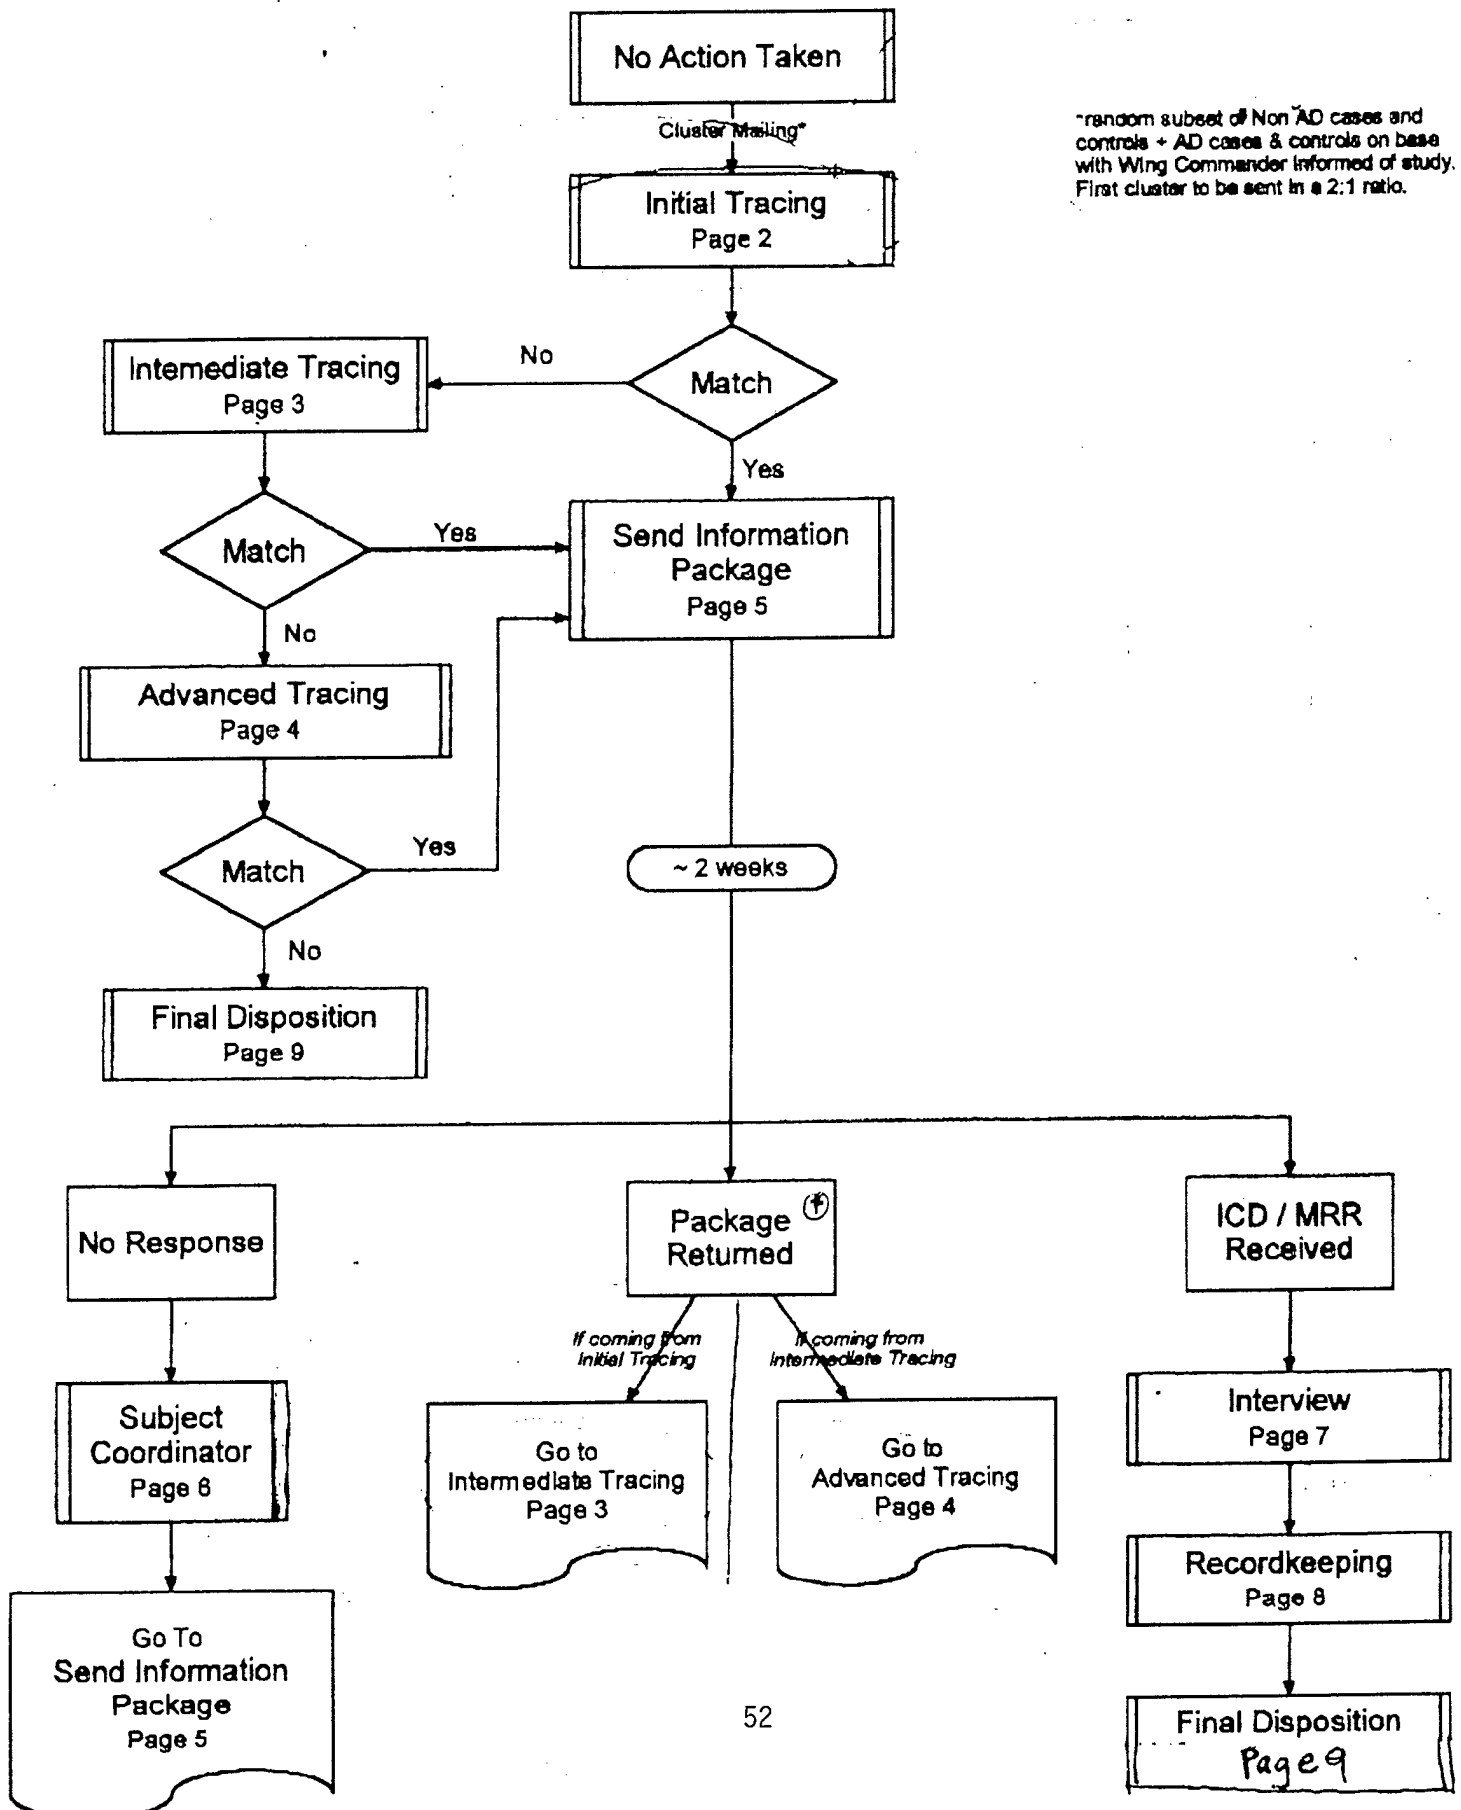 No Action Taken
Cluster Mailing*
*random subset of Non AD cases and
controls + AD cases & controls on base
with Wing Commander informed of study.
First cluster to be sent in a 2:1 ratio.
Initial Tracing
Page 2
Match
No
Yes
Intemediate Tracing
Page 3
Match
Yes
No
Send Information
Package
Page 5
Advanced Tracing
Page 4
Match
Yes
No
~ 2 weeks
Final Disposition
Page 9
No Response
Package
Returned
ICD / MRR
Received
If coming from
Initial Tracing
If coming from
Intermediate Tracing
Subject
Coordinator
Page 6
Go to
Intermediate Tracing
Page 3
Go to
Advanced Tracing
Page 4
Interview
Page 7
Recordkeeping
Page 8
Go To
Send Information
Package
Page 5
Final Disposition
Page 9
52